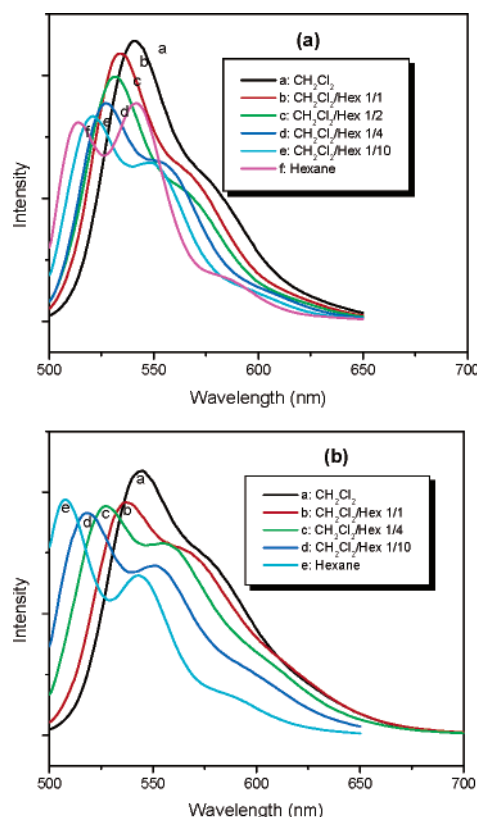 (a)
a: CH₂Cl₂
b: CH₂Cl₂/Hex 1/1
c: CH₂Cl₂/Hex 1/2
d: CH₂Cl₂/Hex 1/4
e: CH₂Cl₂/Hex 1/10
f: Hexane
a
b
c
d
e
f
Intensity
500 550 600 650 700
Wavelength (nm)
(b)
a: CH₂Cl₂
b: CH₂Cl₂/Hex 1/1
c: CH₂Cl₂/Hex 1/4
d: CH₂Cl₂/Hex 1/10
e: Hexane
a
b
c
d
e
Intensity
500 550 600 650 700
Wavelength (nm)